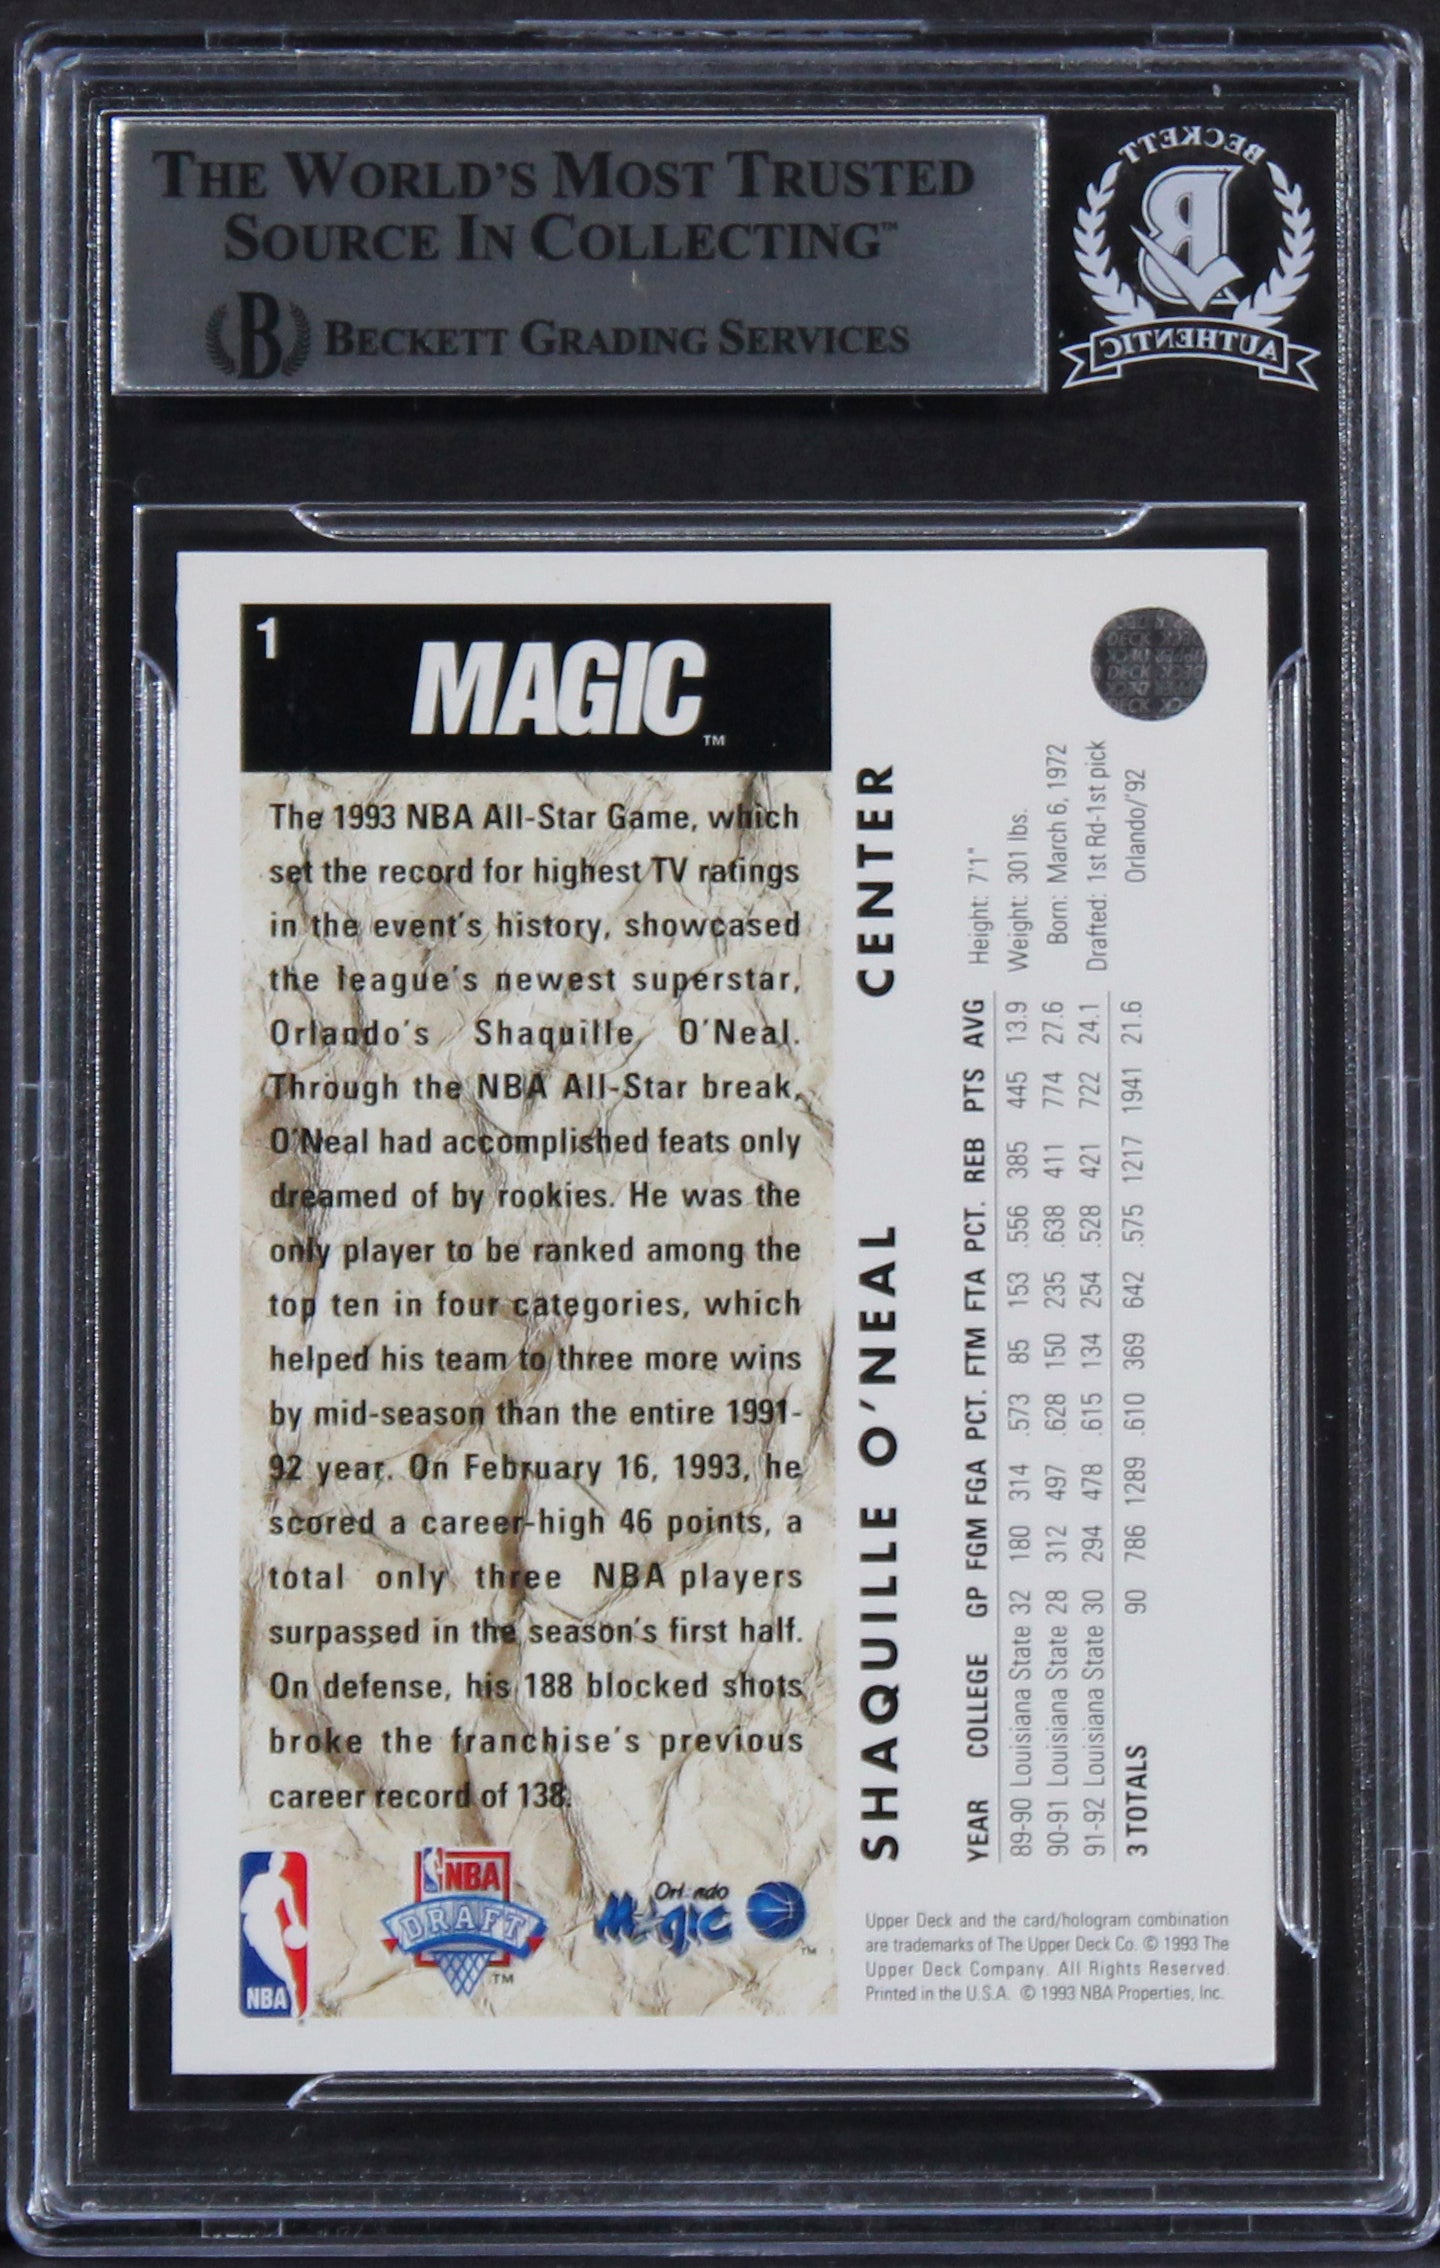 THE WORLD'S MOST TRUSTED
SOURCE IN COLLECTING™
B BECKETT GRADING SERVICES
BECKETT
B
AUTHENTIC
1
MAGIC™
The 1993 NBA All-Star Game, which
set the record for highest TV ratings
in the event's history, showcased
the league's newest superstar,
Orlando's Shaquille O'Neal.
Through the NBA All-Star break,
O'Neal had accomplished feats only
dreamed of by rookies. He was the
only player to be ranked among the
top ten in four categories, which
helped his team to three more wins
by mid-season than the entire 1991-
92 year. On February 16, 1993, he
scored a career-high 46 points, a
total only three NBA players
surpassed in the season's first half.
On defense, his 188 blocked shots
broke the franchise's previous
career record of 138.
NBA
NBA
DRAFT™
Orlando
Magic™
SHAQUILLE O'NEAL CENTER
Height: 7'1"
Weight: 301 lbs.
Born: March 6, 1972
Drafted: 1st Rd-1st pick
Orlando/'92
YEAR COLLEGE GP FGM FGA PCT. FTM FTA PCT. REB PTS AVG
89-90 Louisiana State 32 180 314 .573 85 153 .556 385 445 13.9
90-91 Louisiana State 28 312 497 .628 150 235 .638 411 774 27.6
91-92 Louisiana State 30 294 478 .615 134 254 .528 421 722 24.1
3 TOTALS 90 786 1289 .610 369 642 .575 1217 1941 21.6
Upper Deck and the card/hologram combination
are trademarks of The Upper Deck Co. © 1993 The
Upper Deck Company. All Rights Reserved.
Printed in the U.S.A. © 1993 NBA Properties, Inc.